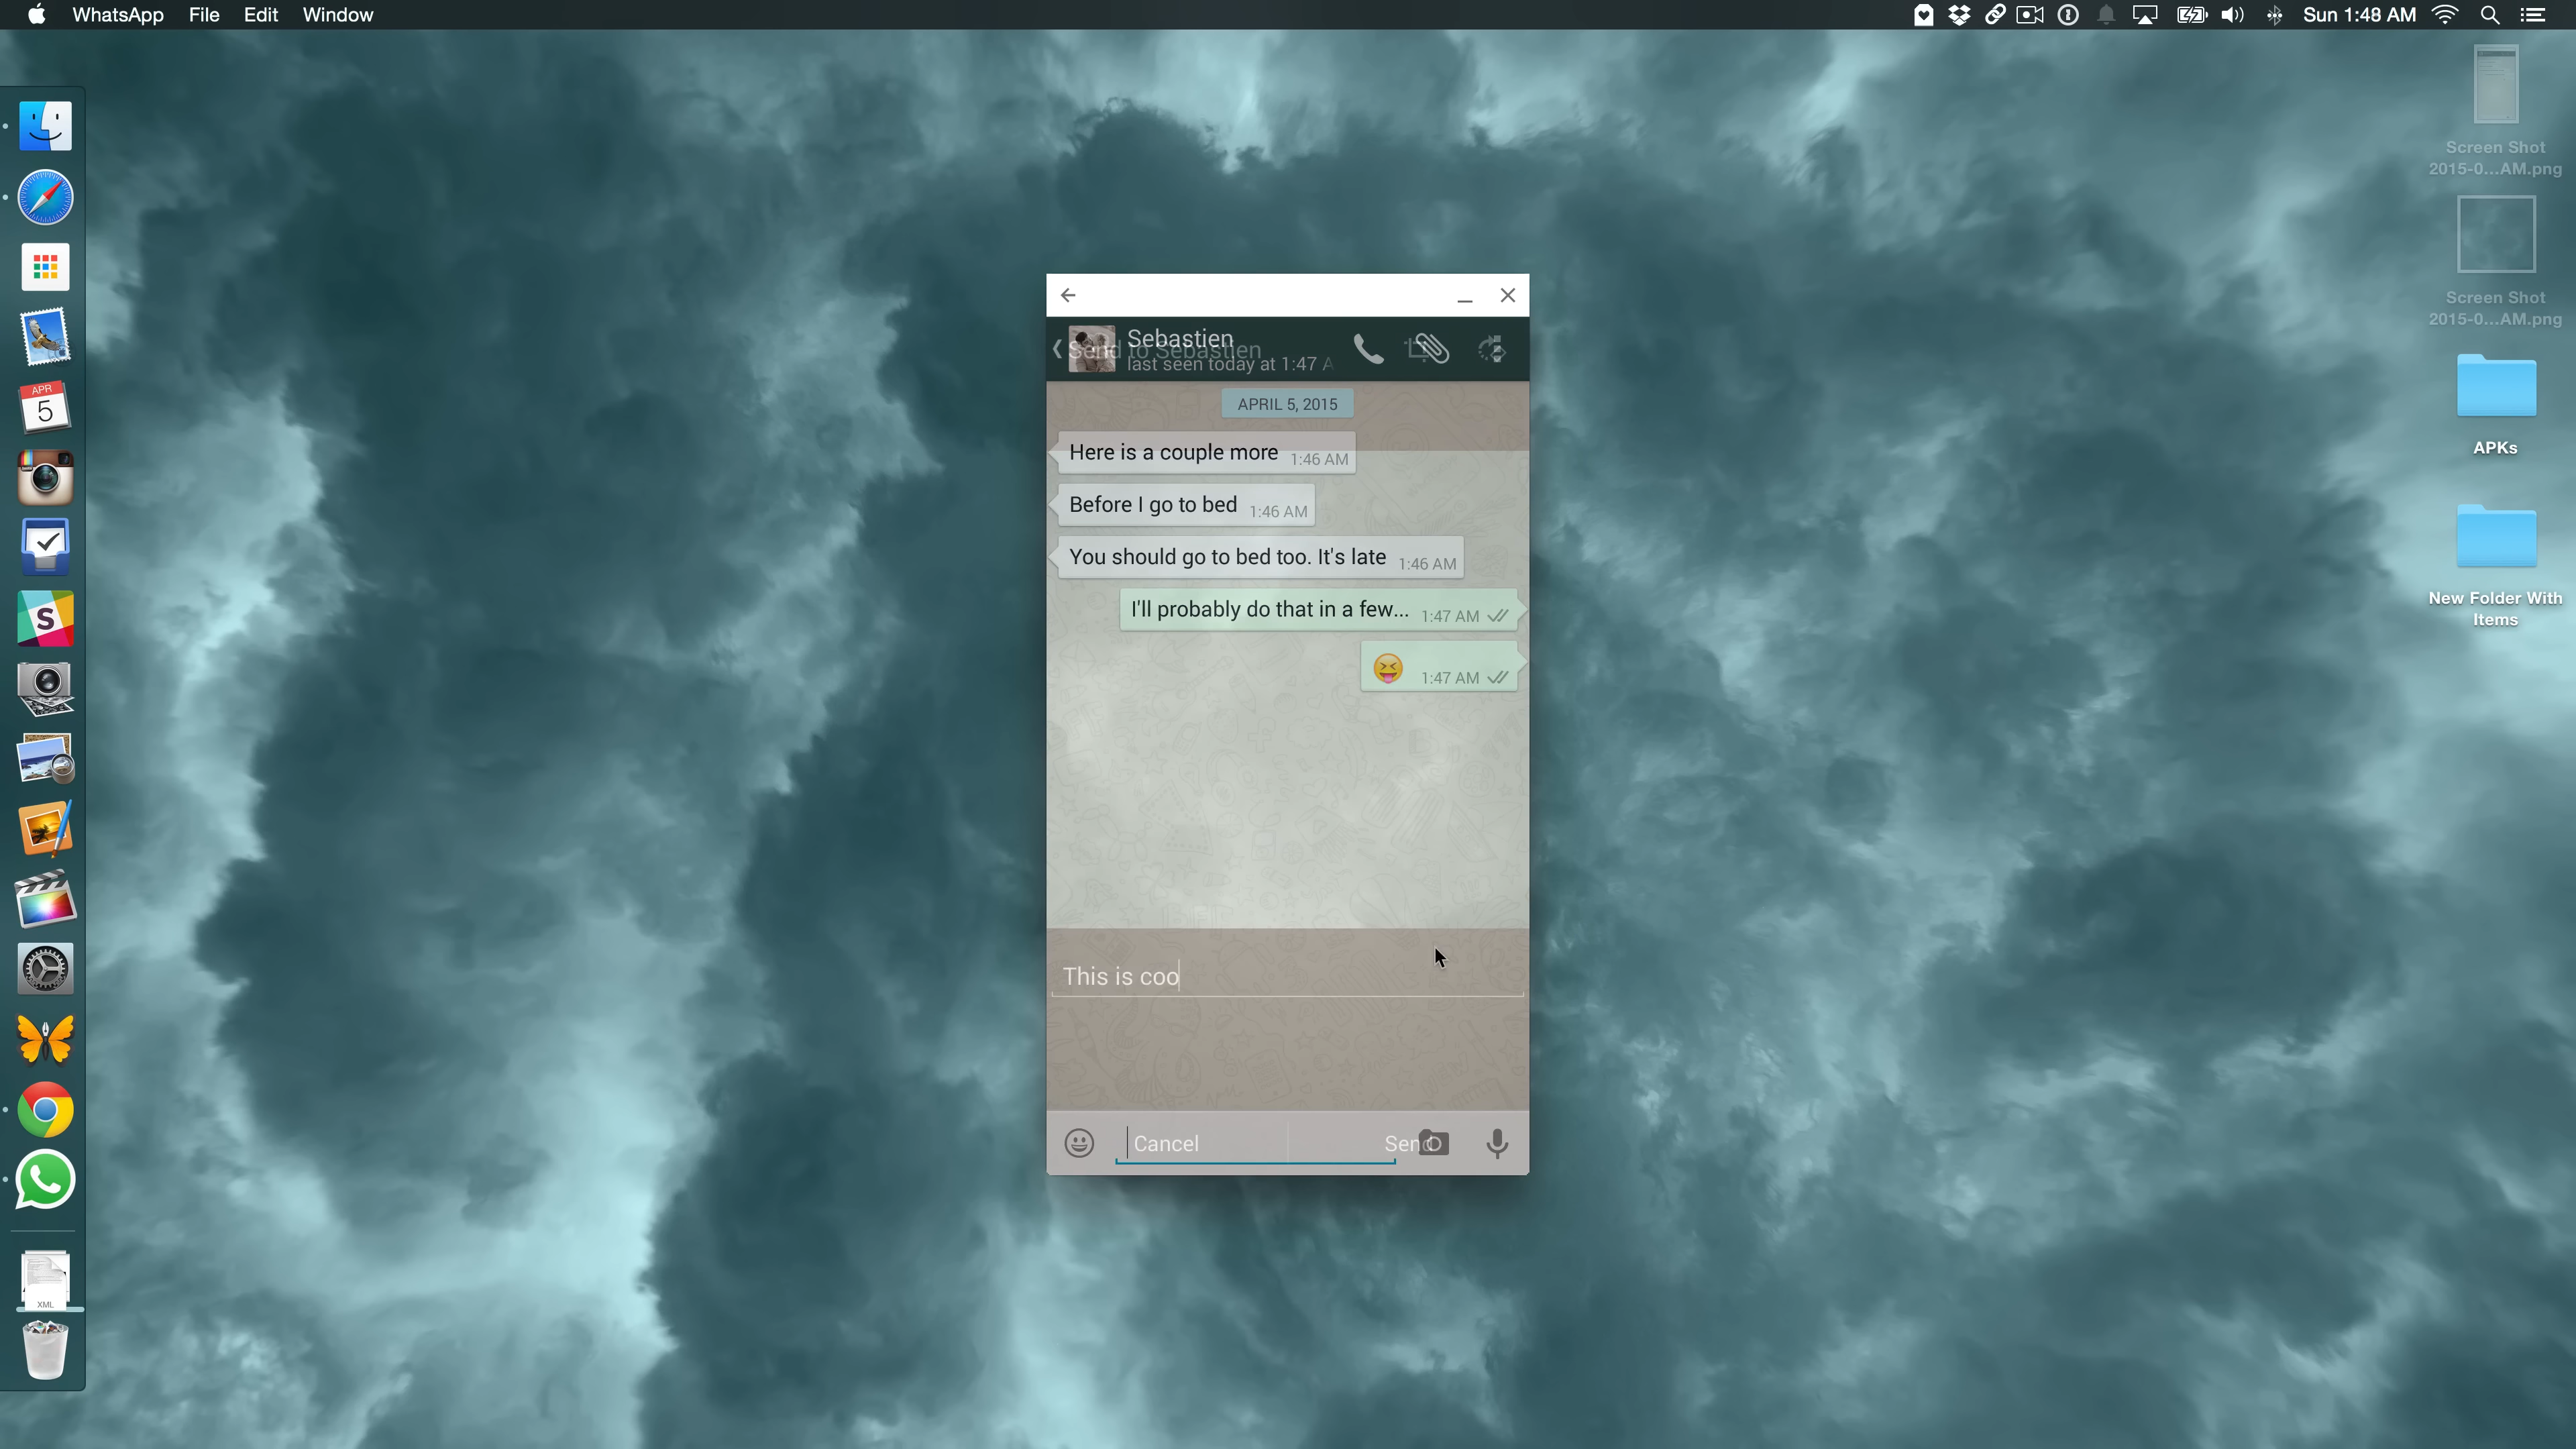 WhatsApp File Edit Window
Sun 1:48 AM
Screen Shot
2015-0...AM.png
Screen Shot
2015-0...AM.png
APKs
New Folder With
Items
APR
5
XML
Sebastien
Send to Sebastien
last seen today at 1:47 A
APRIL 5, 2015
Here is a couple more 1:46 AM
Before I go to bed 1:46 AM
You should go to bed too. It's late 1:46 AM
I'll probably do that in a few... 1:47 AM
😝 1:47 AM
This is coo
Cancel Send